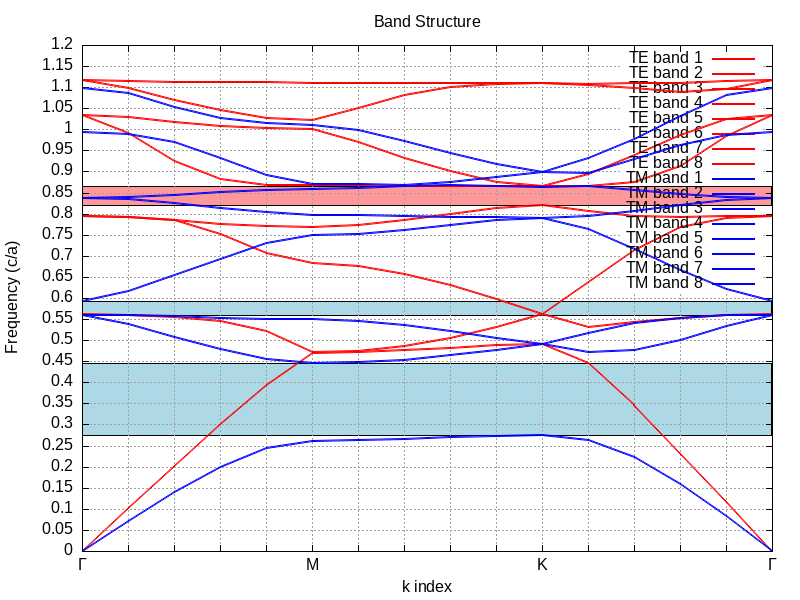 Band Structure
1.2
1.15
1.1
1.05
1
0.95
0.9
0.85
0.8
0.75
0.7
0.65
0.6
0.55
0.5
0.45
0.4
0.35
0.3
0.25
0.2
0.15
0.1
0.05
0
Frequency (c/a)
TE band 1
TE band 2
TE band 3
TE band 4
TE band 5
TE band 6
TE band 7
TE band 8
TM band 1
TM band 2
TM band 3
TM band 4
TM band 5
TM band 6
TM band 7
TM band 8
Γ M K Γ
k index